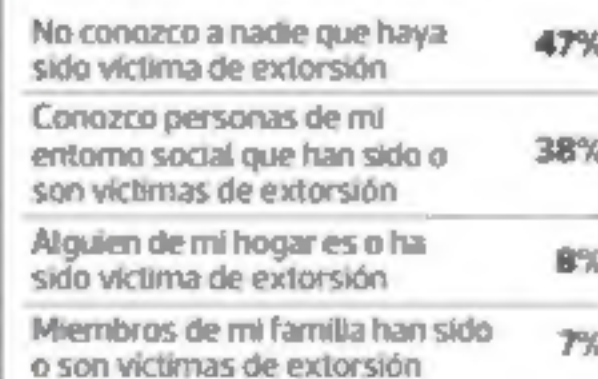 No conozco a nadie que haya
sido víctima de extorsión
47%
Conozco personas de mi
entorno social que han sido o
son víctimas de extorsión
38%
Alguien de mi hogar es o ha
sido víctima de extorsión
8%
Miembros de mi familia han sido
o son víctimas de extorsión
7%